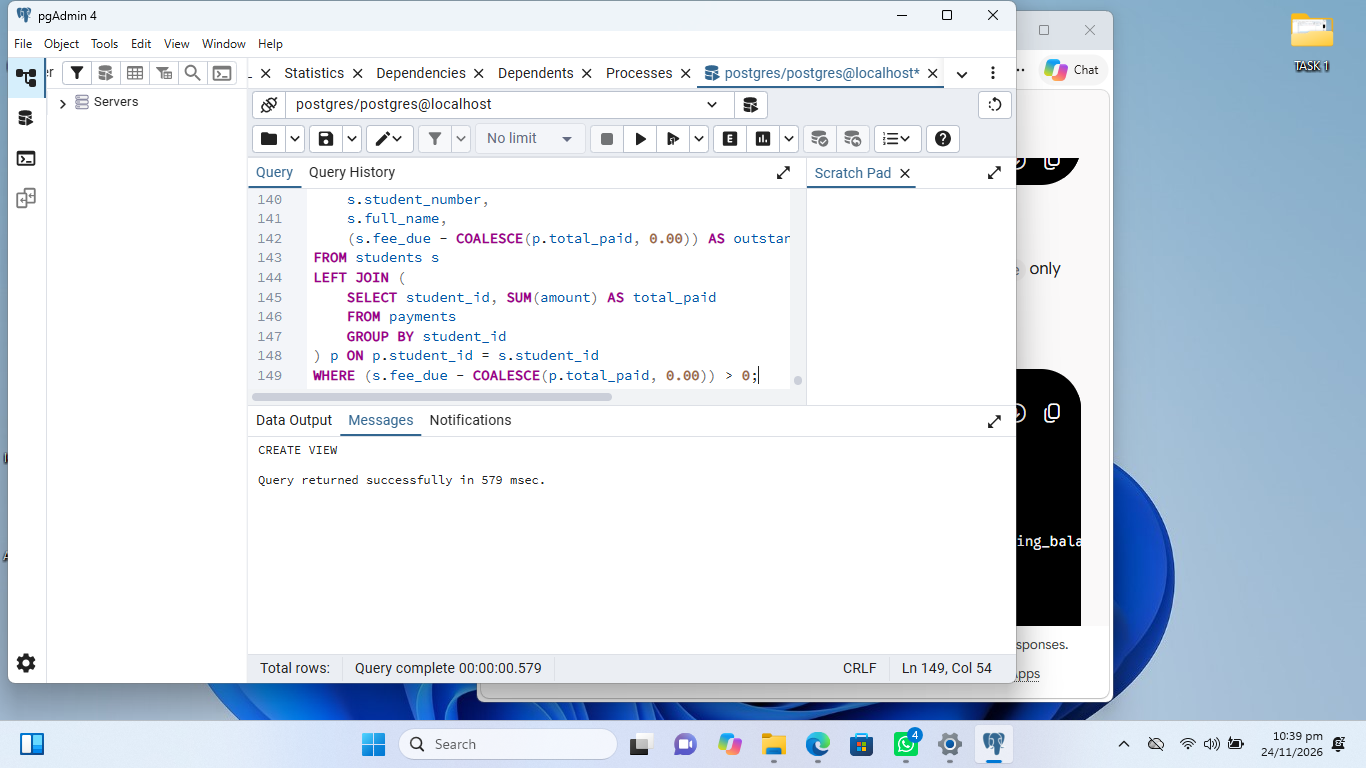 pgAdmin 4
File Object Tools Edit View Window Help
Statistics Dependencies Dependents Processes postgres/postgres@localhost*
Servers
postgres/postgres@localhost
No limit
E
Query Query History
Scratch Pad
140 s.student_number,
141 s.full_name,
142 (s.fee_due - COALESCE(p.total_paid, 0.00)) AS outstan
143 FROM students s
144 LEFT JOIN (
145 SELECT student_id, SUM(amount) AS total_paid
146 FROM payments
147 GROUP BY student_id
148 ) p ON p.student_id = s.student_id
149 WHERE (s.fee_due - COALESCE(p.total_paid, 0.00)) > 0;
Data Output Messages Notifications
CREATE VIEW
Query returned successfully in 579 msec.
Total rows: Query complete 00:00:00.579 CRLF Ln 149, Col 54
Chat
only
ing_bala
sponses.
TASK 1
Search
4
10:39 pm
24/11/2026